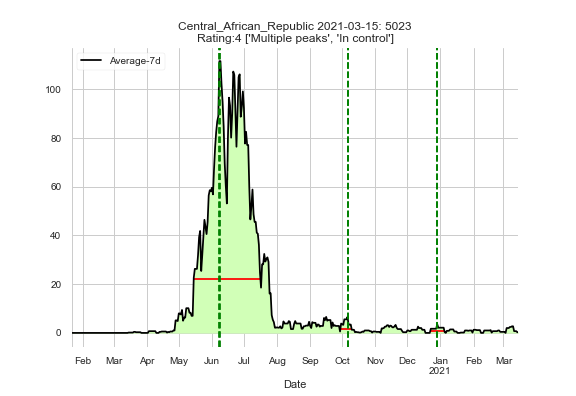 Central_African_Republic 2021-03-15: 5023
Rating:4 ['Multiple peaks', 'In control']
Average-7d
100
80
60
40
20
0
Feb Mar Apr May Jun Jul Aug Sep Oct Nov Dec Jan Feb Mar
2021
Date